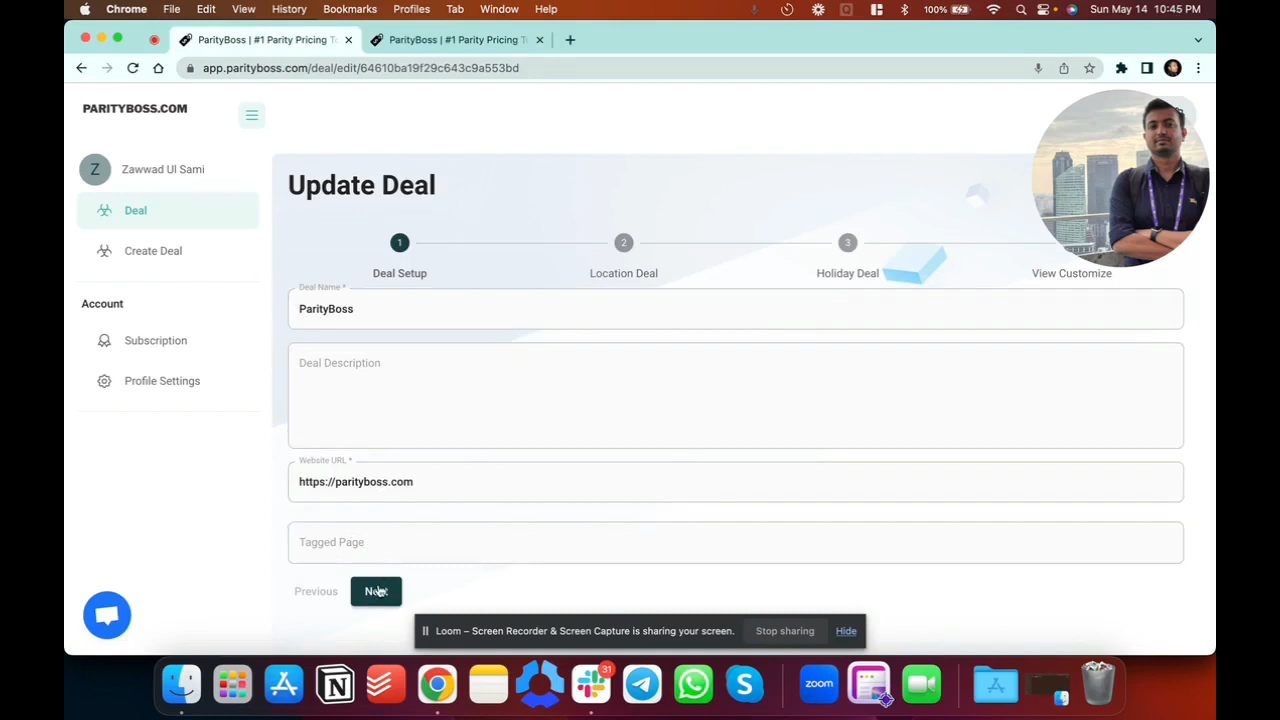 Chrome File Edit View History Bookmarks Profiles Tab Window Help 100% Sun May 14 10:45 PM
ParityBoss | #1 Parity Pricing T
ParityBoss | #1 Parity Pricing T
app.parityboss.com/deal/edit/64610ba19f29c643c9a553bd
PARITYBOSS.COM
Z Zawwad Ul Sami
Deal
Create Deal
Account
Subscription
Profile Settings
Update Deal
1 2 3
Deal Setup Location Deal Holiday Deal View Customize
Deal Name *
ParityBoss
Deal Description
Website URL *
https://parityboss.com
Tagged Page
Previous Next
Loom – Screen Recorder & Screen Capture is sharing your screen. Stop sharing Hide
31
zoom